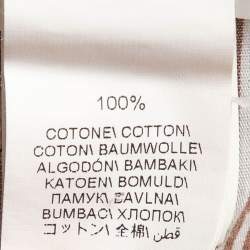 100%
COTONE\ COTTON\
COTON\ BAUMWOLLE\
ALGODÓN\ BAMBAKI\
KATOEN\ BOMULD\
ПАМУК\ BAVLNA\
BUMBAC\ ХЛОПОК\
コットン\ 全棉\ قطن